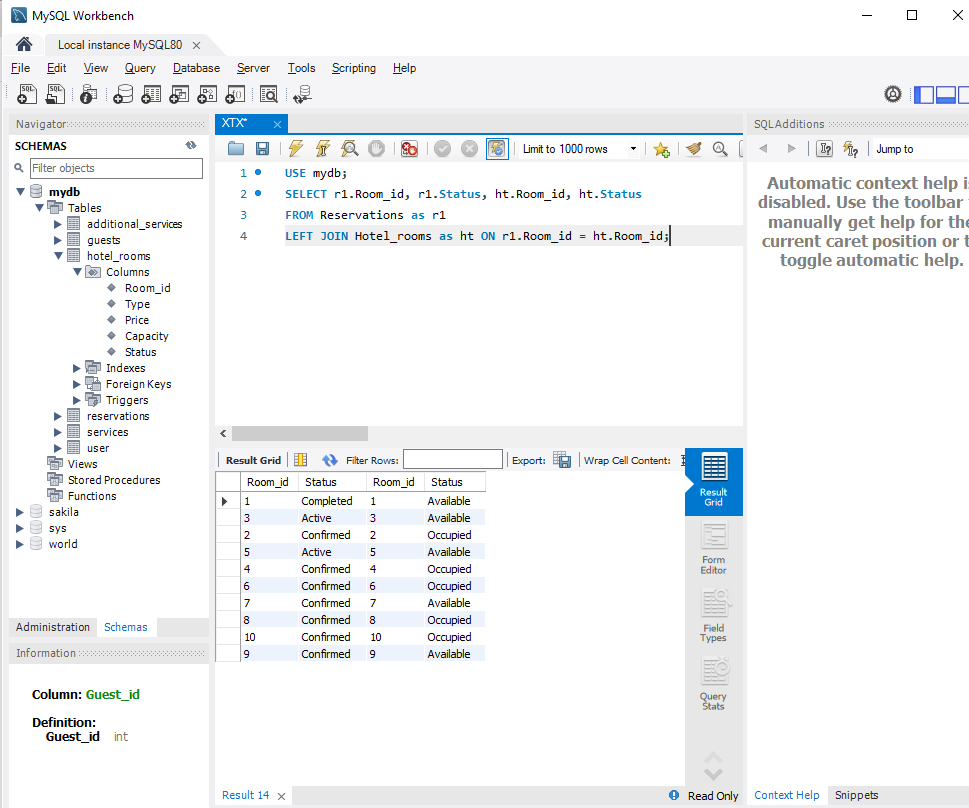 MySQL Workbench
Local instance MySQL80
File Edit View Query Database Server Tools Scripting Help
Navigator
SCHEMAS
Filter objects
mydb
Tables
additional_services
guests
hotel_rooms
Columns
Room_id
Type
Price
Capacity
Status
Indexes
Foreign Keys
Triggers
reservations
services
user
Views
Stored Procedures
Functions
sakila
sys
world
Administration Schemas
Information
Column: Guest_id
Definition:
Guest_id int
XTX*
Limit to 1000 rows
1 USE mydb;
2 SELECT r1.Room_id, r1.Status, ht.Room_id, ht.Status
3 FROM Reservations as r1
4 LEFT JOIN Hotel_rooms as ht ON r1.Room_id = ht.Room_id;
Result Grid Filter Rows: Export: Wrap Cell Content:
Room_id Status Room_id Status
1 Completed 1 Available
3 Active 3 Available
2 Confirmed 2 Occupied
5 Active 5 Available
4 Confirmed 4 Occupied
6 Confirmed 6 Occupied
7 Confirmed 7 Available
8 Confirmed 8 Occupied
10 Confirmed 10 Occupied
9 Confirmed 9 Available
Result
Grid
Form
Editor
Field
Types
Query
Stats
Result 14
Read Only
SQLAdditions
Jump to
Automatic context help is
disabled. Use the toolbar
manually get help for the
current caret position or t
toggle automatic help.
Context Help Snippets